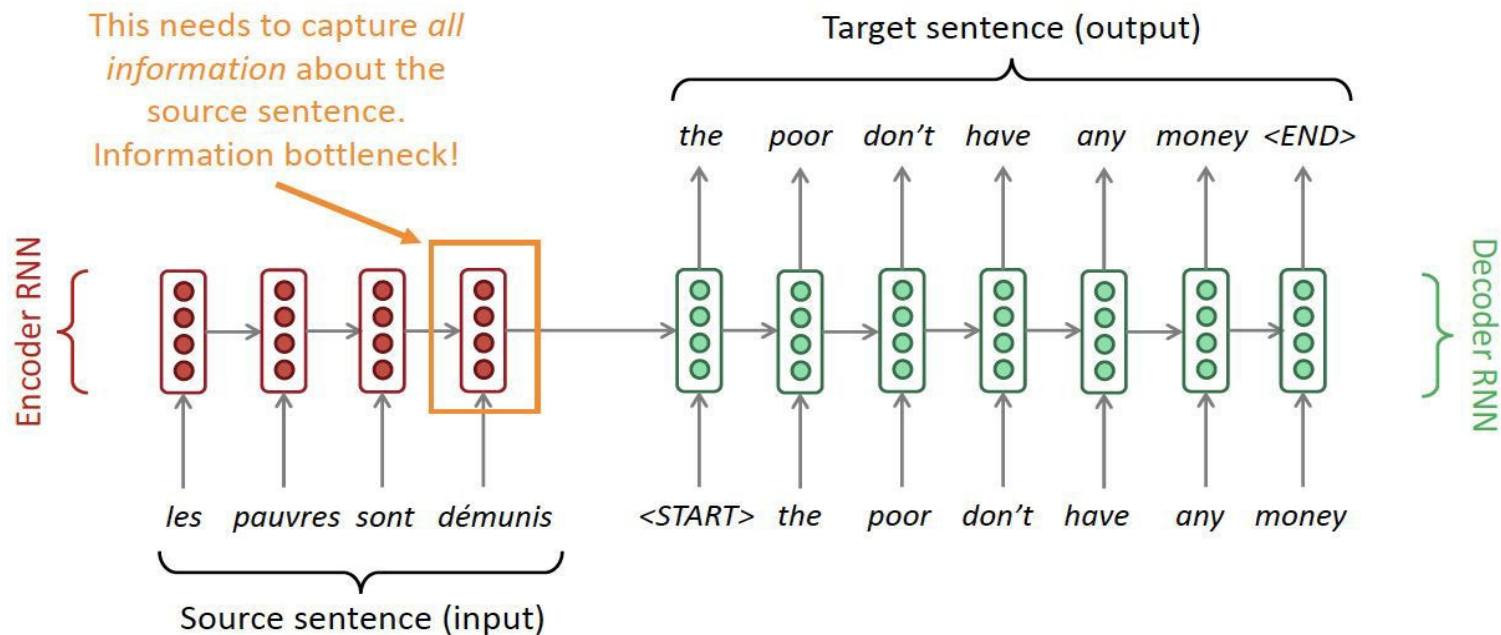 This needs to capture all
information about the
source sentence.
Information bottleneck!
Target sentence (output)
the poor don’t have any money <END>
Encoder RNN
Decoder RNN
les pauvres sont démunis
<START> the poor don’t have any money
Source sentence (input)